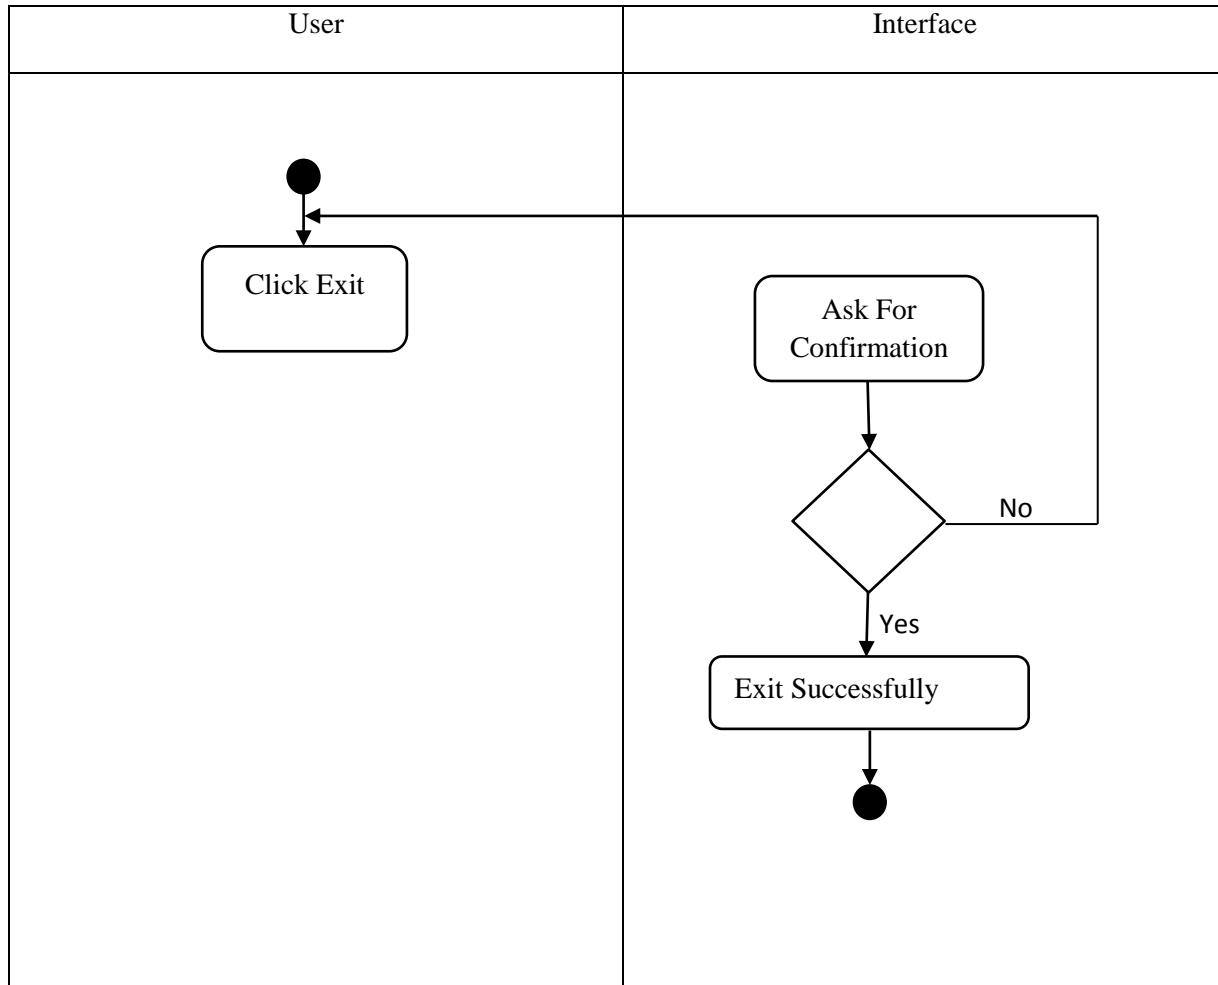 User
Interface
Click Exit
Ask For
Confirmation
No
Yes
Exit Successfully